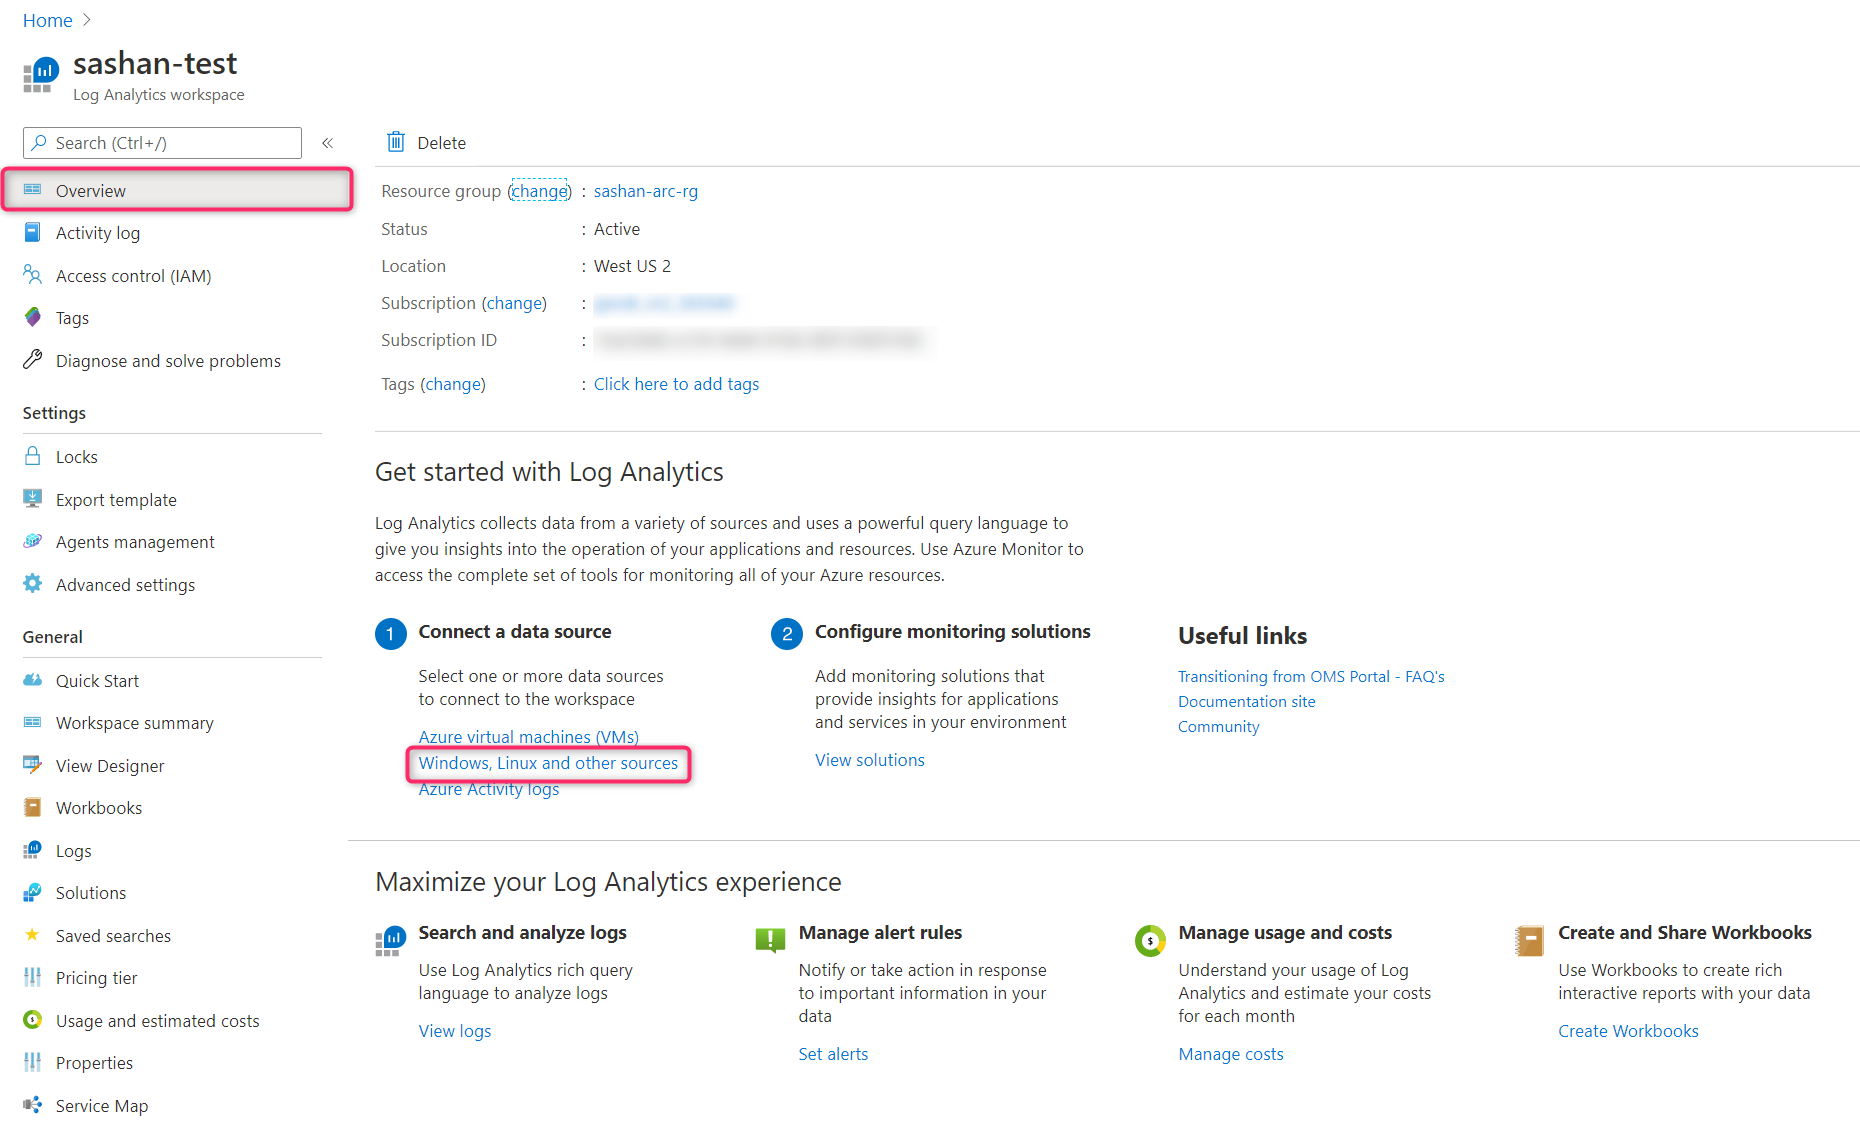 Home
sashan-test
Log Analytics workspace
Search (Ctrl+/)
Overview
Activity log
Access control (IAM)
Tags
Diagnose and solve problems
Settings
Locks
Export template
Agents management
Advanced settings
General
Quick Start
Workspace summary
View Designer
Workbooks
Logs
Solutions
Saved searches
Pricing tier
Usage and estimated costs
Properties
Service Map
Delete
Resource group (change) : sashan-arc-rg
Status : Active
Location : West US 2
Subscription (change) :
Subscription ID :
Tags (change) : Click here to add tags
Get started with Log Analytics
Log Analytics collects data from a variety of sources and uses a powerful query language to
give you insights into the operation of your applications and resources. Use Azure Monitor to
access the complete set of tools for monitoring all of your Azure resources.
1 Connect a data source
Select one or more data sources
to connect to the workspace
Azure virtual machines (VMs)
Windows, Linux and other sources
Azure Activity logs
2 Configure monitoring solutions
Add monitoring solutions that
provide insights for applications
and services in your environment
View solutions
Useful links
Transitioning from OMS Portal - FAQ's
Documentation site
Community
Maximize your Log Analytics experience
Search and analyze logs
Use Log Analytics rich query
language to analyze logs
View logs
Manage alert rules
Notify or take action in response
to important information in your
data
Set alerts
Manage usage and costs
Understand your usage of Log
Analytics and estimate your costs
for each month
Manage costs
Create and Share Workbooks
Use Workbooks to create rich
interactive reports with your data
Create Workbooks